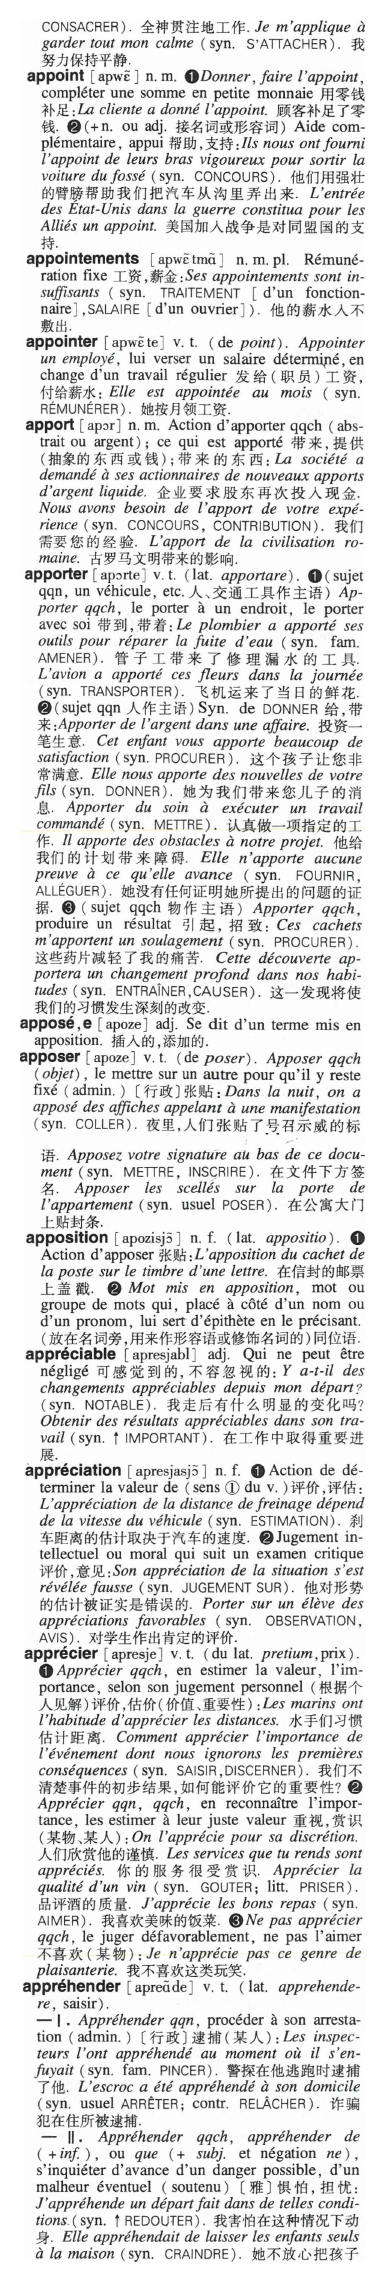 CONSACRER). 全神贯注地工作. Je m'applique à
garder tout mon calme (syn. S'ATTACHER). 我
努力保持平静.
appoint [apwɛ̃] n. m. ❶Donner, faire l'appoint,
compléter une somme en petite monnaie 用零钱
补足:La cliente a donné l'appoint. 顾客补足了零
钱. ❷(+n. ou adj. 接名词或形容词) Aide com-
plémentaire, appui 帮助,支持:Ils nous ont fourni
l'appoint de leurs bras vigoureux pour sortir la
voiture du fossé (syn. CONCOURS). 他们用强壮
的臂膀帮助我们把汽车从沟里弄出来. L'entrée
des État-Unis dans la guerre constitua pour les
Alliés un appoint. 美国加入战争是对同盟国的支
持.
appointements [apwɛ̃tmɑ̃] n. m. pl. Rémuné-
ration fixe 工资,薪金:Ses appointements sont in-
suffisants ( syn. TRAITEMENT [ d'un fonction-
naire],SALAIRE [d'un ouvrier]). 他的薪水入不
敷出.
appointer [apwɛ̃te] v. t. (de point). Appointer
un employé, lui verser un salaire déterminé,en
change d'un travail régulier 发给(职员)工资,
付给薪水: Elle est appointée au mois ( syn.
RÉMUNÉRER). 她按月领工资.
apport [apɔr] n. m. Action d'apporter qqch (abs-
trait ou argent); ce qui est apporté 带来,提供
(抽象的东西或钱);带来的东西: La société a
demandé à ses actionnaires de nouveaux apports
d'argent liquide. 企业要求股东再次投入现金.
Nous avons besoin de l'apport de votre expé-
rience (syn. CONCOURS, CONTRIBUTION). 我们
需要您的经验. L'apport de la civilisation ro-
maine. 古罗马文明带来的影响.
apporter [apɔrte] v. t. (lat. apportare). ❶(sujet
qqn, un véhicule, etc. 人、交通工具作主语) Ap-
porter qqch, le porter à un endroit, le porter
avec soi 带到,带着:Le plombier a apporté ses
outils pour réparer la fuite d'eau (syn. fam.
AMENER). 管子工带来了修理漏水的工具.
L'avion a apporté ces fleurs dans la journée
(syn. TRANSPORTER). 飞机运来了当日的鲜花.
❷(sujet qqn 人作主语) Syn. de DONNER 给,带
来:Apporter de l'argent dans une affaire. 投资一
笔生意. Cet enfant vous apporte beaucoup de
satisfaction (syn. PROCURER). 这个孩子让您非
常满意. Elle nous apporte des nouvelles de votre
fils (syn. DONNER). 她为我们带来您儿子的消
息. Apporter du soin à exécuter un travail
commandé (syn. METTRE). 认真做一项指定的工
作. Il apporte des obstacles à notre projet. 他给
我们的计划带来障碍. Elle n'apporte aucune
preuve à ce qu'elle avance ( syn. FOURNIR,
ALLÉGUER). 她没有任何证明她所提出的问题的证
据. ❸ (sujet qqch 物作主语) Apporter qqch,
produire un résultat 引起, 招致: Ces cachets
m'apportent un soulagement (syn. PROCURER).
这些药片减轻了我的痛苦. Cette découverte ap-
portera un changement profond dans nos habi-
tudes (syn. ENTRAÎNER,CAUSER). 这一发现将使
我们的习惯发生深刻的改变.
apposé,e [apoze] adj. Se dit d'un terme mis en
apposition. 插入的,添加的.
apposer [apoze] v. t. (de poser). Apposer qqch
(objet), le mettre sur un autre pour qu'il y reste
fixé (admin.) 〔行政〕张贴:Dans la nuit, on a
apposé des affiches appelant à une manifestation
(syn. COLLER). 夜里,人们张贴了号召示威的标
语. Apposez votre signature au bas de ce docu-
ment (syn. METTRE, INSCRIRE). 在文件下方签
名. Apposer les scellés sur la porte de
l'appartement (syn. usuel POSER). 在公寓大门
上贴封条.
apposition [apozisjɔ̃] n. f. (lat. appositio). ❶
Action d'apposer 张贴:L'apposition du cachet de
la poste sur le timbre d'une lettre. 在信封的邮票
上盖戳. ❷ Mot mis en apposition, mot ou
groupe de mots qui, placé à côté d'un nom ou
d'un pronom, lui sert d'épithète en le précisant.
(放在名词旁,用来作形容语或修饰名词的)同位语.
appréciable [apresjabl] adj. Qui ne peut être
négligé 可感觉到的,不容忽视的: Y a-t-il des
changements appréciables depuis mon départ?
(syn. NOTABLE). 我走后有什么明显的变化吗?
Obtenir des résultats appréciables dans son tra-
vail (syn. ↑ IMPORTANT). 在工作中取得重要进
展.
appréciation [apresjasjɔ̃] n. f. ❶ Action de dé-
terminer la valeur de (sens ① du v.)评价,评估:
L'appréciation de la distance de freinage dépend
de la vitesse du véhicule (syn. ESTIMATION). 刹
车距离的估计取决于汽车的速度. ❷Jugement in-
tellectuel ou moral qui suit un examen critique
评价,意见:Son appréciation de la situation s'est
révélée fausse (syn. JUGEMENT SUR). 他对形势
的估计被证实是错误的. Porter sur un élève des
appréciations favorables ( syn. OBSERVATION,
AVIS). 对学生作出肯定的评价.
apprécier [apresje] v. t. (du lat. pretium,prix).
❶ Apprécier qqch, en estimer la valeur, l'im-
portance, selon son jugement personnel (根据个
人见解)评价,估价(价值、重要性):Les marins ont
l'habitude d'apprécier les distances. 水手们习惯
估计距离. Comment apprécier l'importance de
l'événement dont nous ignorons les premières
conséquences (syn. SAISIR,DISCERNER). 我们不
清楚事件的初步结果,如何能评价它的重要性? ❷
Apprécier qqn, qqch, en reconnaître l'impor-
tance, les estimer à leur juste valeur 重视,赏识
(某物、某人):On l'apprécie pour sa discrétion.
人们欣赏他的谨慎. Les services que tu rends sont
appréciés. 你的服务很受赏识. Apprécier la
qualité d'un vin (syn. GOUTER; litt. PRISER).
品评酒的质量. J'apprécie les bons repas (syn.
AIMER). 我喜欢美味的饭菜. ❸Ne pas apprécier
qqch, le juger défavorablement, ne pas l'aimer
不喜欢(某物): Je n'apprécie pas ce genre de
plaisanterie. 我不喜欢这类玩笑.
appréhender [apreɑ̃de] v. t. (lat. apprehende-
re, saisir).
— Ⅰ. Appréhender qqn, procéder à son arresta-
tion (admin.) 〔行政〕逮捕(某人):Les inspec-
teurs l'ont appréhendé au moment où il s'en-
fuyait (syn. fam. PINCER). 警探在他逃跑时逮捕
了他. L'escroc a été appréhendé à son domicile
(syn. usuel ARRÊTER; contr. RELÂCHER). 诈骗
犯在住所被逮捕.
— Ⅱ. Appréhender qqch, appréhender de
(+inf.), ou que (+ subj. et négation ne),
s'inquiéter d'avance d'un danger possible, d'un
malheur éventuel (soutenu) 〔雅〕惧怕,担忧:
J'appréhende un départ fait dans de telles condi-
tions (syn. ↑ REDOUTER). 我害怕在这种情况下动
身. Elle appréhendait de laisser les enfants seuls
à la maison (syn. CRAINDRE). 她不放心把孩子